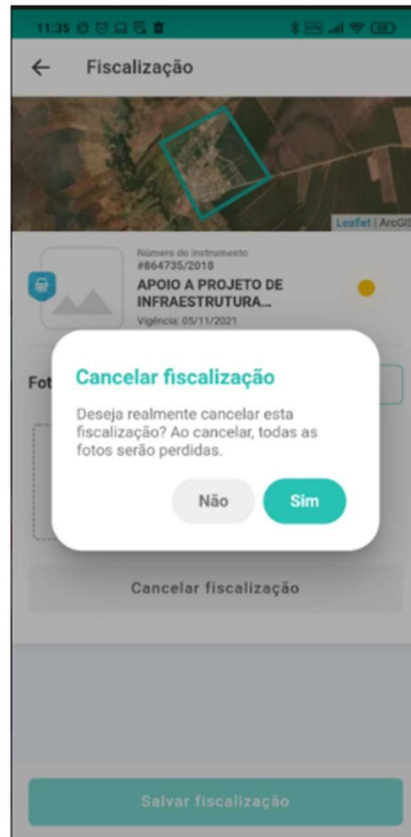 11:35
Fiscalização
Leaflet | ArcGIS
Número do instrumento
#864735/2018
APOIO A PROJETO DE
INFRAESTRUTURA...
Vigência: 05/11/2021
Fot
Cancelar fiscalização
Deseja realmente cancelar esta
fiscalização? Ao cancelar, todas as
fotos serão perdidas.
Não Sim
Cancelar fiscalização
Salvar fiscalização